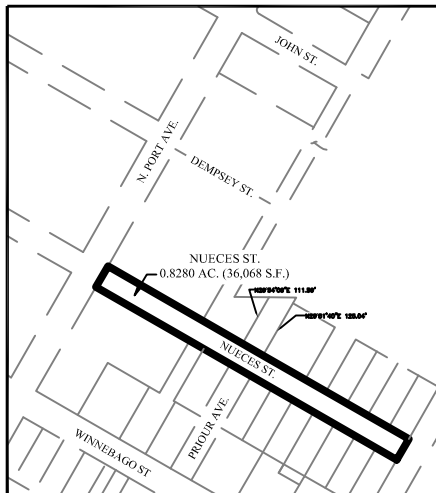 JOHN ST.
N. PORT AVE.
DEMPSEY ST.
NUECES ST.
0.8280 AC. (36,068 S.F.)
NUECES ST.
PRIOUR AVE.
WINNEBAGO ST